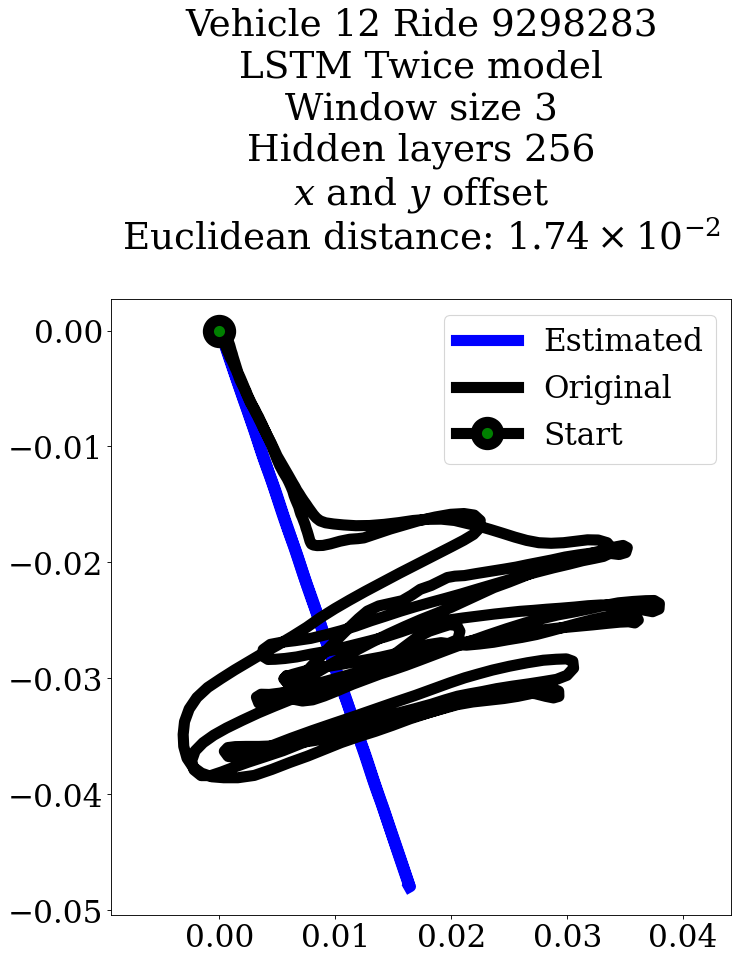 Vehicle 12 Ride 9298283
LSTM Twice model
Window size 3
Hidden layers 256
x and y offset
Euclidean distance: 1.74 × 10⁻²
Estimated
Original
Start
0.00
−0.01
−0.02
−0.03
−0.04
−0.05
0.00 0.01 0.02 0.03 0.04